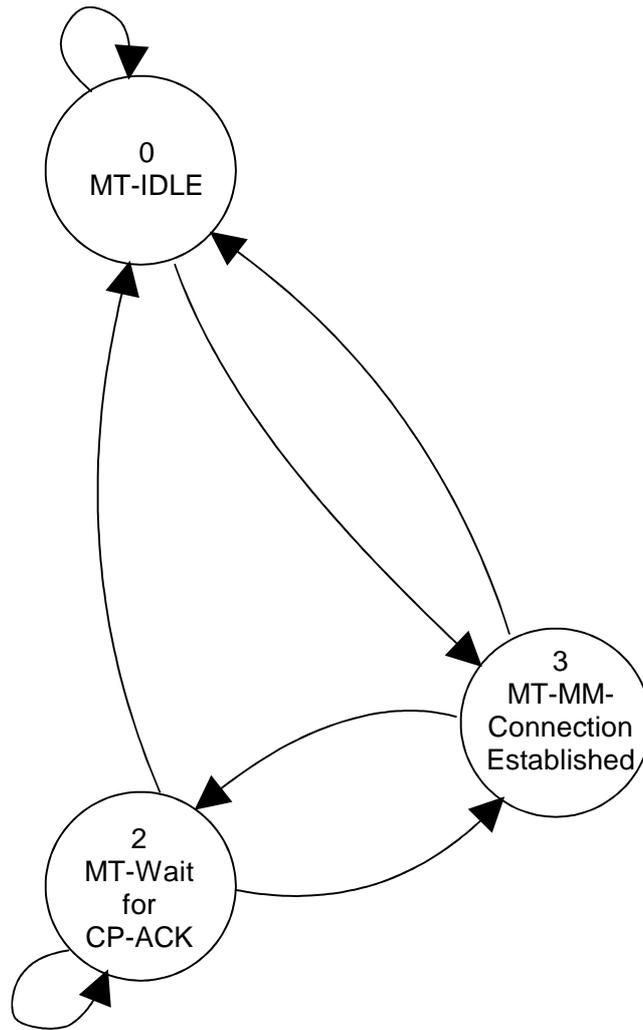 0
MT-IDLE
3
MT-MM-
Connection
Established
2
MT-Wait
for
CP-ACK